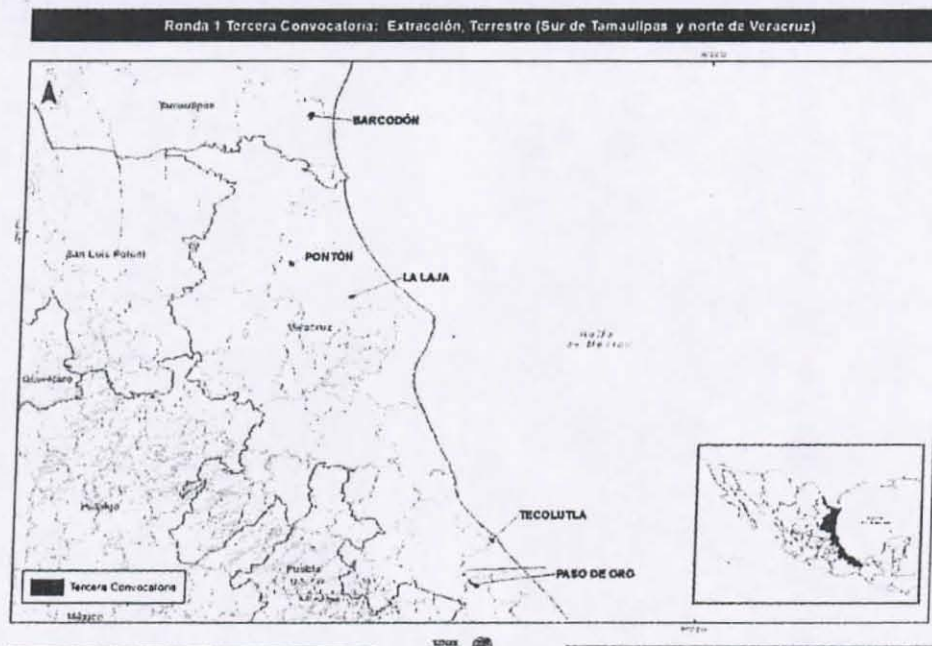 Ronda 1 Tercera Convocatoria; Extracción, Terrestre (Sur de Tamaulipas y norte de Veracruz)
Tamaulipas
BARCODÓN
San Luis Potosí
PONTÓN
LA LAJA
Veracruz
Golfo
de México
Querétaro
Hidalgo
TECOLUTLA
Puebla
PASO DE ORO
Tercera Convocatoria
México